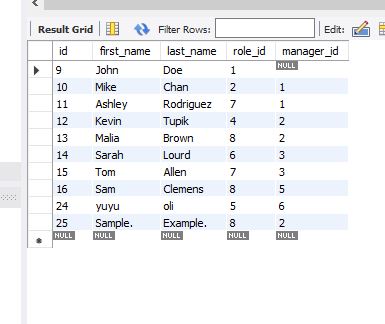 Result Grid Filter Rows: Edit:
id first_name last_name role_id manager_id
9 John Doe 1 NULL
10 Mike Chan 2 1
11 Ashley Rodriguez 7 1
12 Kevin Tupik 4 2
13 Malia Brown 8 2
14 Sarah Lourd 6 3
15 Tom Allen 7 3
16 Sam Clemens 8 5
24 yuyu oli 5 6
25 Sample. Example. 8 2
NULL NULL NULL NULL NULL